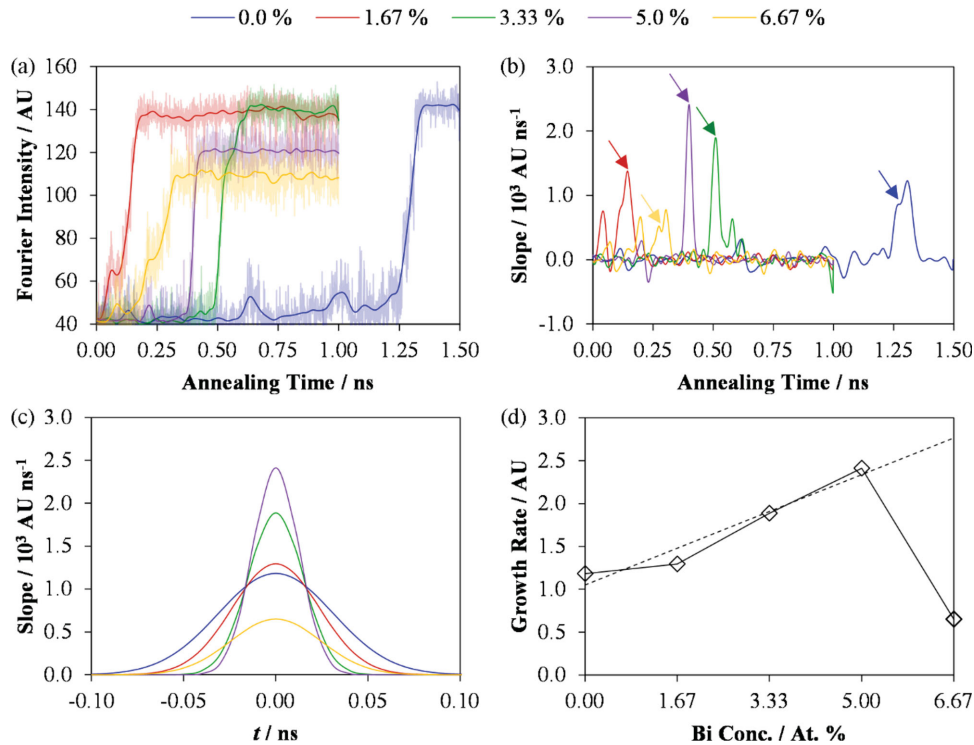 0.0 % 1.67 % 3.33 % 5.0 % 6.67 %
(a)
160
140
120
100
80
60
40
Fourier Intensity / AU
0.00 0.25 0.50 0.75 1.00 1.25 1.50
Annealing Time / ns
(b)
3.0
2.0
1.0
0.0
-1.0
Slope / 10³ AU ns⁻¹
0.00 0.25 0.50 0.75 1.00 1.25 1.50
Annealing Time / ns
(c)
3.0
2.5
2.0
1.5
1.0
0.5
0.0
Slope / 10³ AU ns⁻¹
-0.10 -0.05 0.00 0.05 0.10
t / ns
(d)
3.0
2.5
2.0
1.5
1.0
0.5
0.0
Growth Rate / AU
0.00 1.67 3.33 5.00 6.67
Bi Conc. / At. %